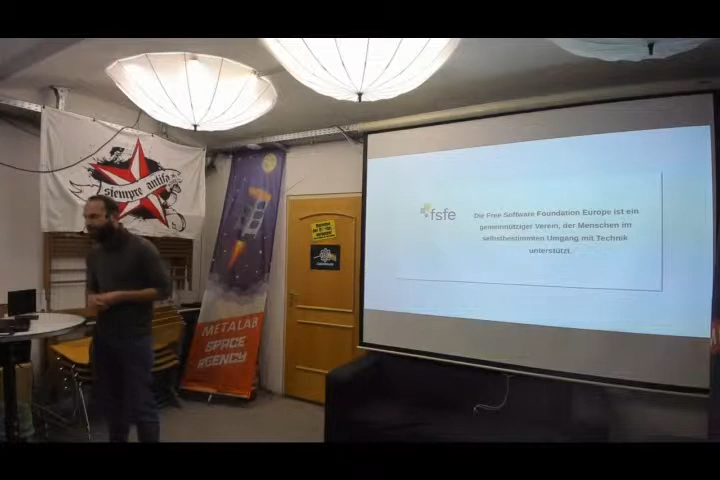 siempre antifa
METALAB
SPACE
AGENCY
fsfe
Die Free Software Foundation Europe ist ein
gemeinnütziger Verein, der Menschen im
selbstbestimmten Umgang mit Technik
unterstützt.